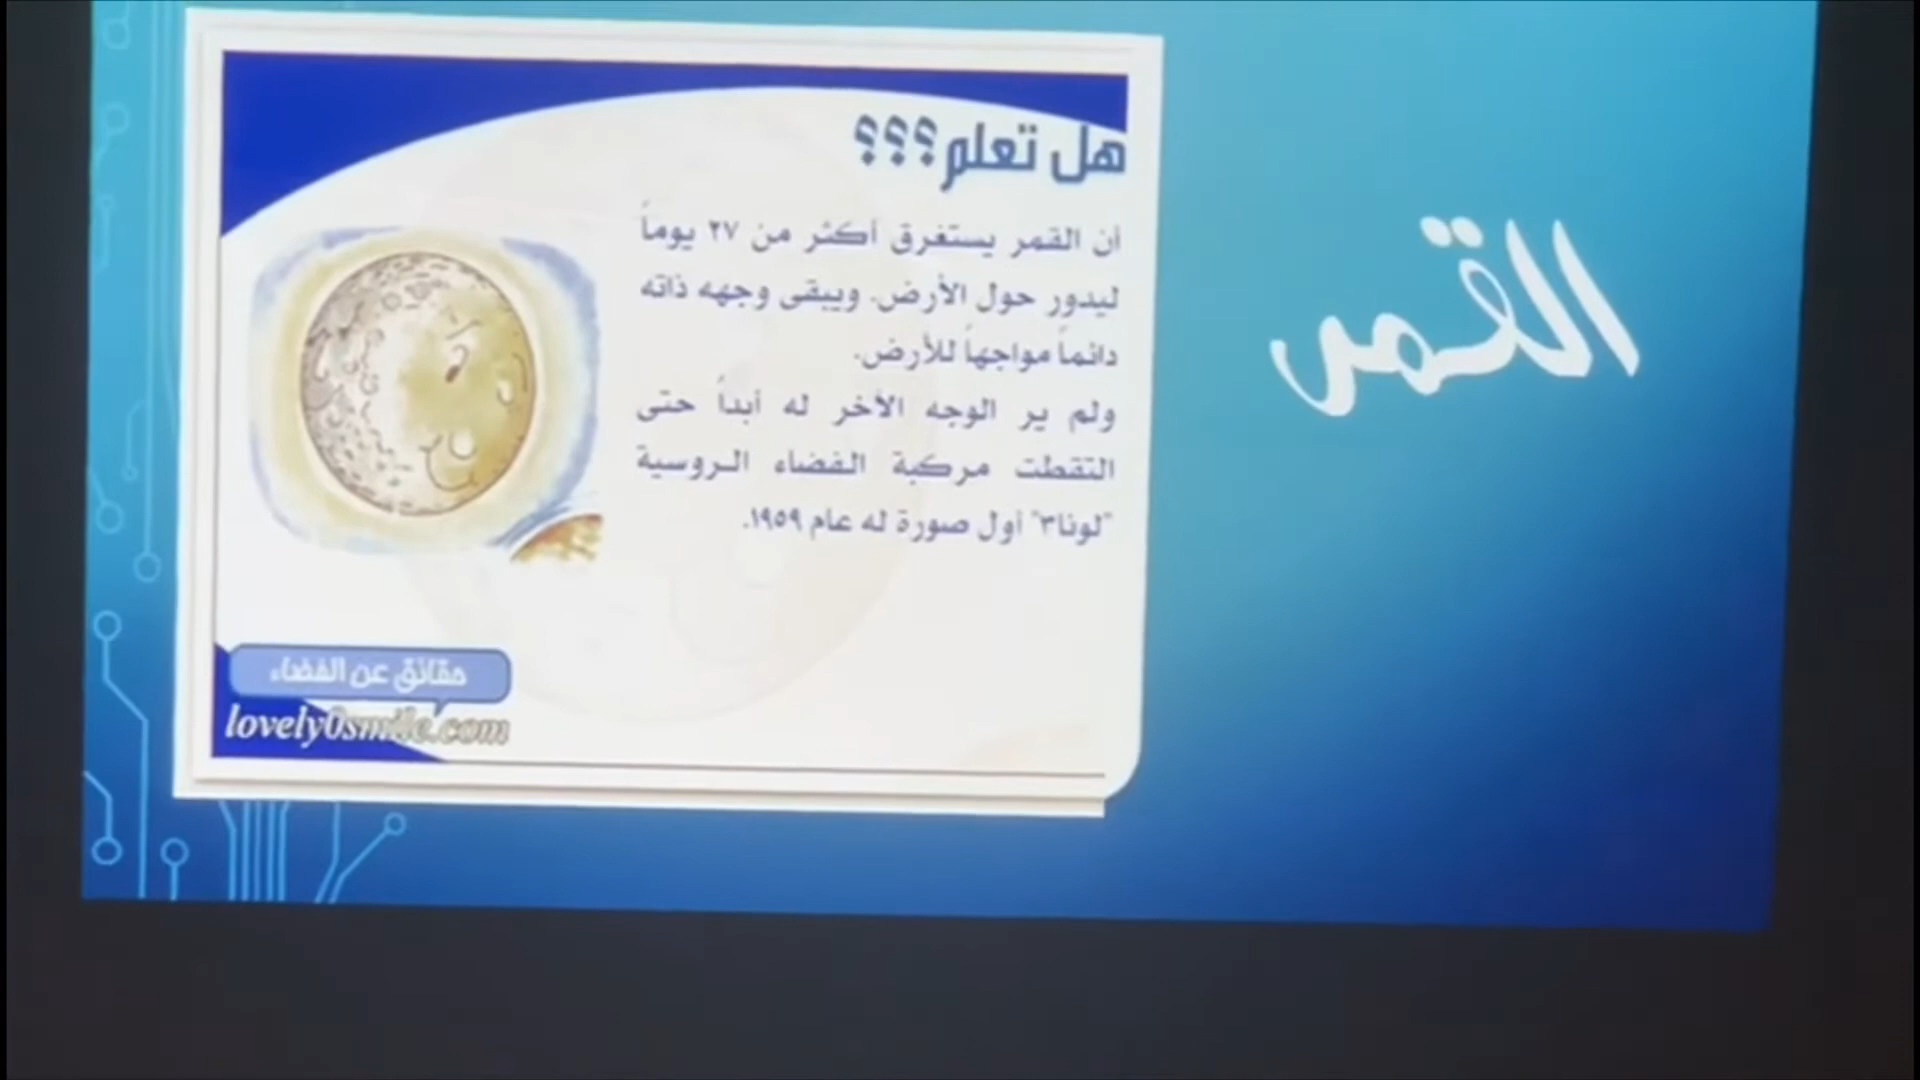 القمر
هل تعلم؟؟؟
أن القمر يستغرق أكثر من ٢٧ يوماً
ليدور حول الأرض. ويبقى وجهه ذاته
دائماً مواجهاً للأرض.
ولم ير الوجه الآخر له أبداً حتى
التقطت مركبة الفضاء الروسية
"لونا٣" أول صورة له عام ١٩٥٩.
حقائق عن الفضاء
lovely0smile.com